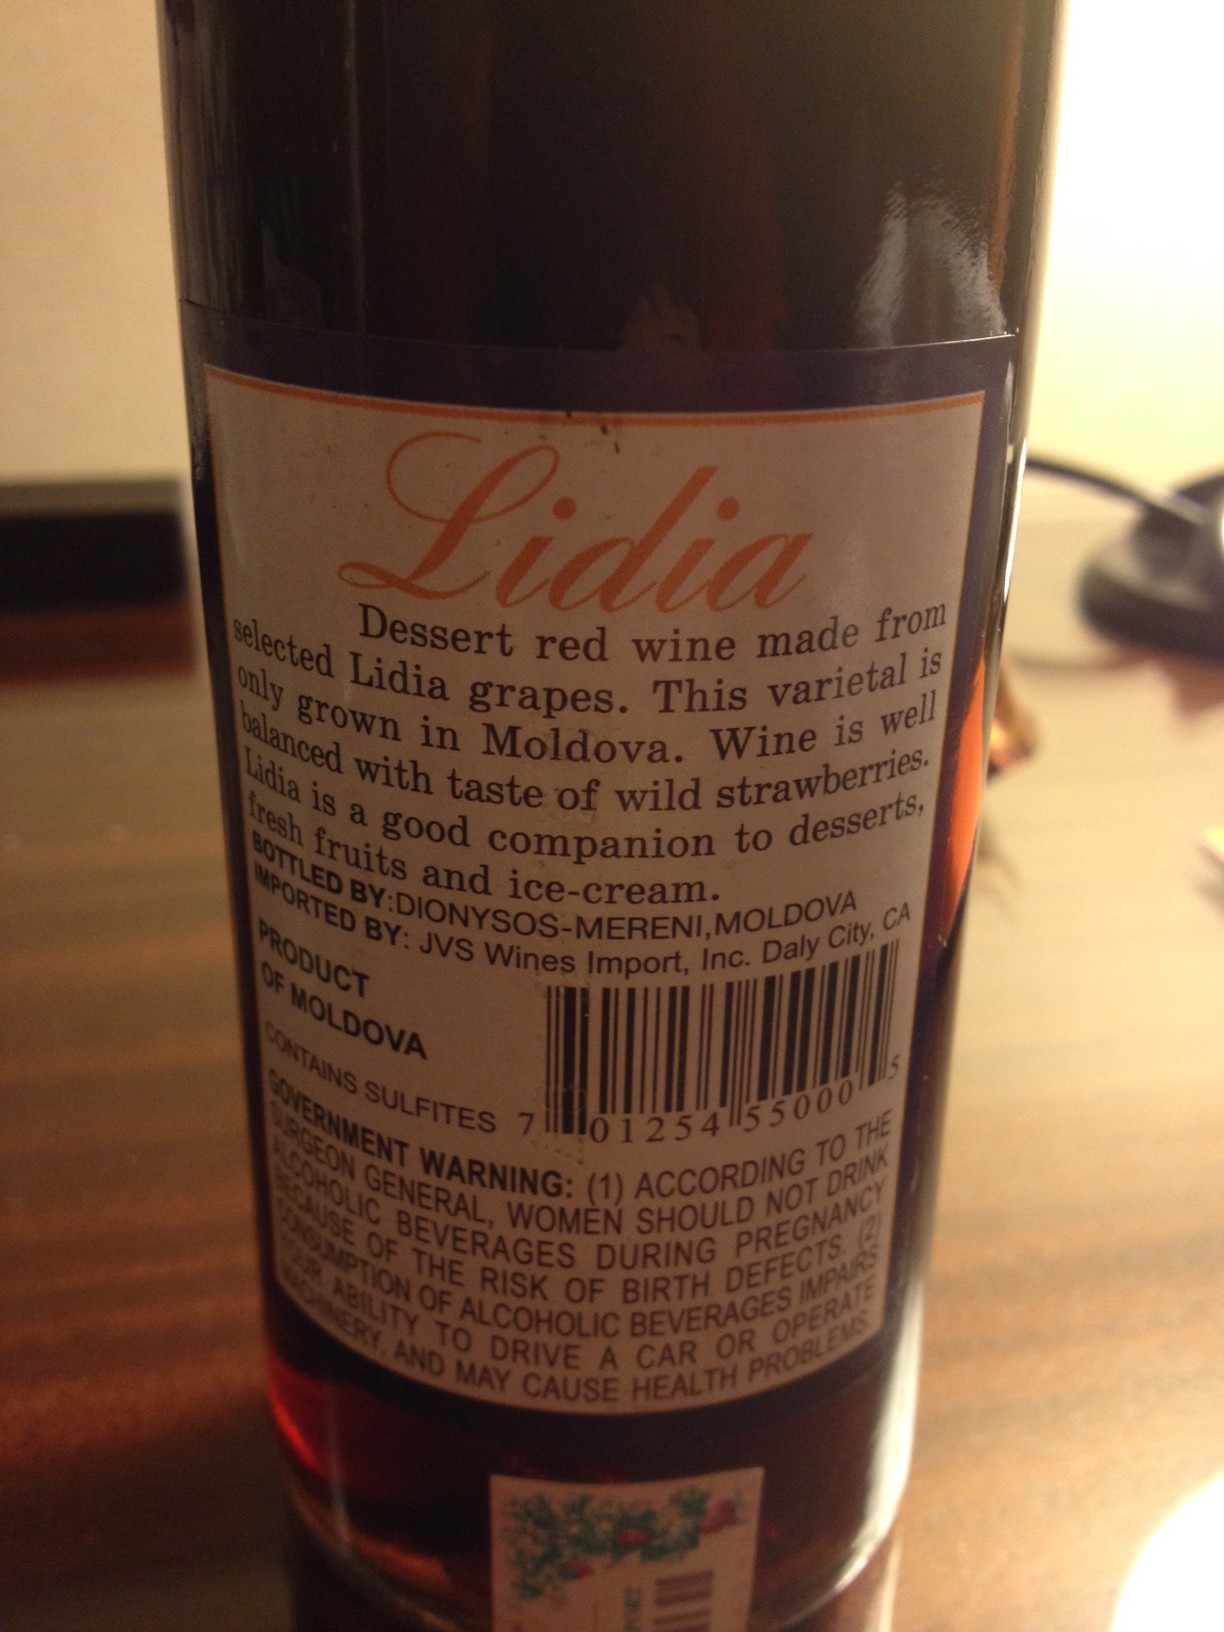 Lidia
Dessert red wine made from
selected Lidia grapes. This varietal is
only grown in Moldova. Wine is well
balanced with taste of wild strawberries.
Lidia is a good companion to desserts,
fresh fruits and ice-cream.
BOTTLED BY:DIONYSOS-MERENI,MOLDOVA
IMPORTED BY: JVS Wines Import, Inc. Daly City, CA
PRODUCT
OF MOLDOVA
CONTAINS SULFITES
7 01254 55000 5
GOVERNMENT WARNING: (1) ACCORDING TO THE
SURGEON GENERAL, WOMEN SHOULD NOT DRINK
ALCOHOLIC BEVERAGES DURING PREGNANCY
BECAUSE OF THE RISK OF BIRTH DEFECTS. (2)
CONSUMPTION OF ALCOHOLIC BEVERAGES IMPAIRS
YOUR ABILITY TO DRIVE A CAR OR OPERATE
MACHINERY, AND MAY CAUSE HEALTH PROBLEMS.